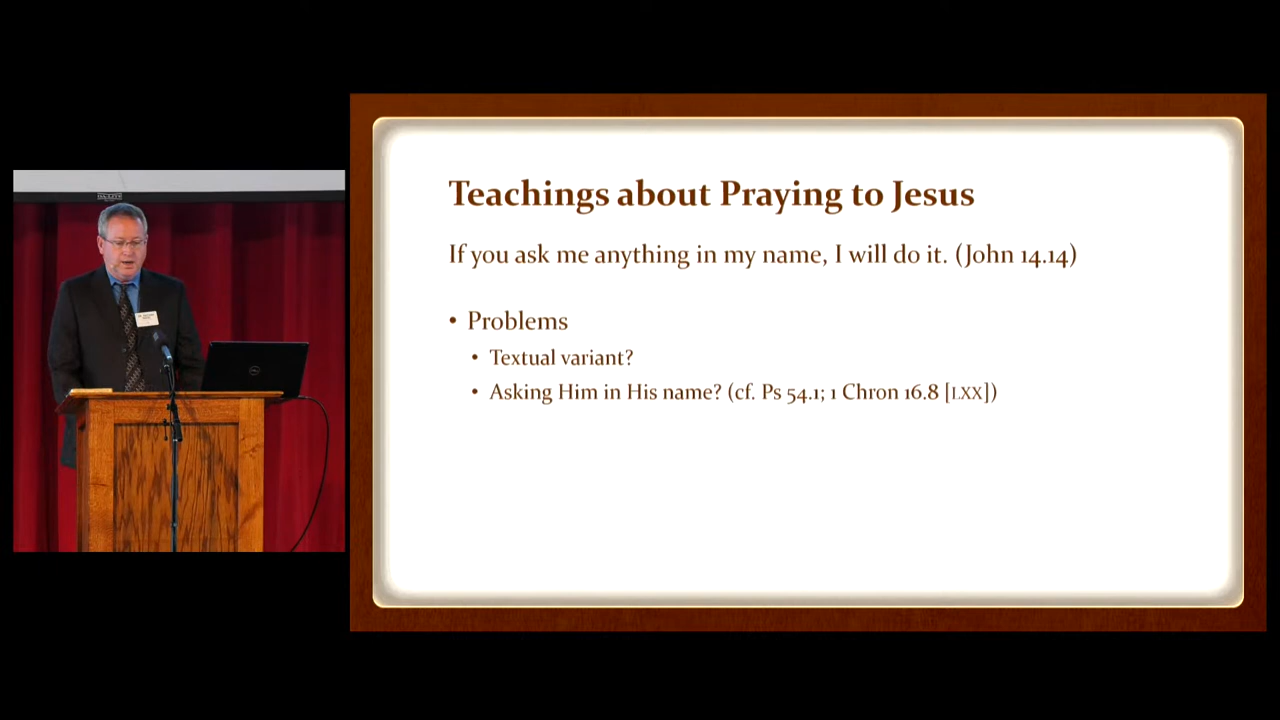 Teachings about Praying to Jesus
If you ask me anything in my name, I will do it. (John 14.14)
• Problems
• Textual variant?
• Asking Him in His name? (cf. Ps 54.1; 1 Chron 16.8 [LXX])